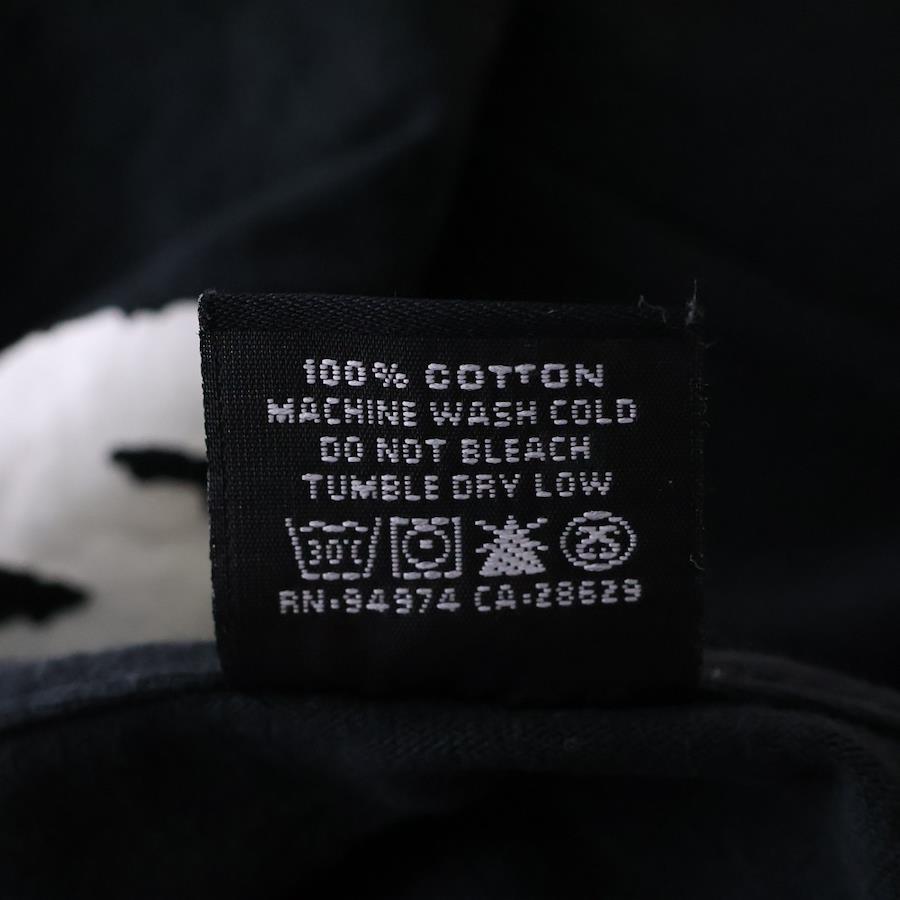 100% COTTON
MACHINE WASH COLD
DO NOT BLEACH
TUMBLE DRY LOW
30°C
RN:94974 CA:28629